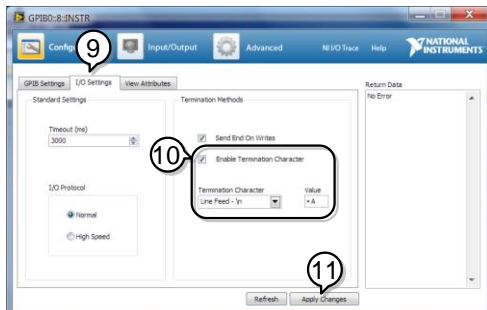 GPIB0::8::INSTR
Config
9
Input/Output
Advanced
NI I/O Trace
Help
NATIONAL
INSTRUMENTS
GPIB Settings
I/O Settings
View Attributes
Return Data
No Error
Standard Settings
Termination Methods
Timeout (ms)
3000
Send End On Writes
10
Enable Termination Character
I/O Protocol
Termination Character
Value
Line Feed - \n
A
Normal
High Speed
11
Refresh
Apply Changes